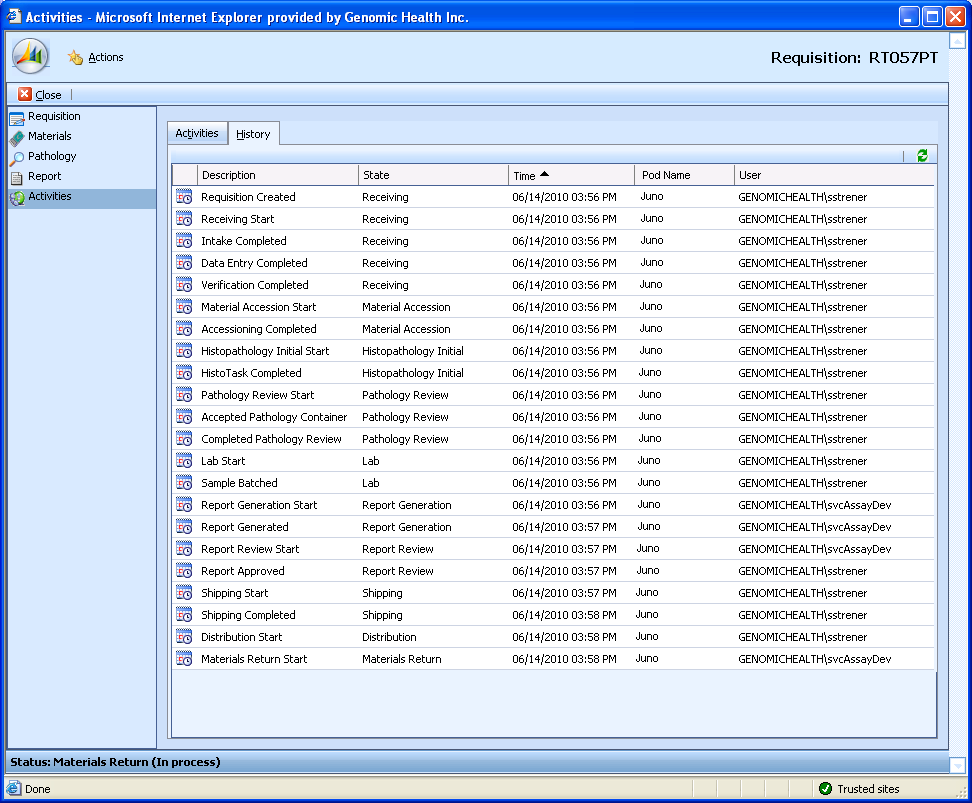 Activities - Microsoft Internet Explorer provided by Genomic Health Inc.
Actions
Requisition: RT057PT
Close
Requisition
Materials
Pathology
Report
Activities
Activities History
Description State Time Pod Name User
Requisition Created Receiving 06/14/2010 03:56 PM Juno GENOMICHEALTH\sstrener
Receiving Start Receiving 06/14/2010 03:56 PM Juno GENOMICHEALTH\sstrener
Intake Completed Receiving 06/14/2010 03:56 PM Juno GENOMICHEALTH\sstrener
Data Entry Completed Receiving 06/14/2010 03:56 PM Juno GENOMICHEALTH\sstrener
Verification Completed Receiving 06/14/2010 03:56 PM Juno GENOMICHEALTH\sstrener
Material Accession Start Material Accession 06/14/2010 03:56 PM Juno GENOMICHEALTH\sstrener
Accessioning Completed Material Accession 06/14/2010 03:56 PM Juno GENOMICHEALTH\sstrener
Histopathology Initial Start Histopathology Initial 06/14/2010 03:56 PM Juno GENOMICHEALTH\sstrener
HistoTask Completed Histopathology Initial 06/14/2010 03:56 PM Juno GENOMICHEALTH\sstrener
Pathology Review Start Pathology Review 06/14/2010 03:56 PM Juno GENOMICHEALTH\sstrener
Accepted Pathology Container Pathology Review 06/14/2010 03:56 PM Juno GENOMICHEALTH\sstrener
Completed Pathology Review Pathology Review 06/14/2010 03:56 PM Juno GENOMICHEALTH\sstrener
Lab Start Lab 06/14/2010 03:56 PM Juno GENOMICHEALTH\sstrener
Sample Batched Lab 06/14/2010 03:56 PM Juno GENOMICHEALTH\sstrener
Report Generation Start Report Generation 06/14/2010 03:56 PM Juno GENOMICHEALTH\svcAssayDev
Report Generated Report Generation 06/14/2010 03:57 PM Juno GENOMICHEALTH\svcAssayDev
Report Review Start Report Review 06/14/2010 03:57 PM Juno GENOMICHEALTH\svcAssayDev
Report Approved Report Review 06/14/2010 03:57 PM Juno GENOMICHEALTH\sstrener
Shipping Start Shipping 06/14/2010 03:57 PM Juno GENOMICHEALTH\sstrener
Shipping Completed Shipping 06/14/2010 03:58 PM Juno GENOMICHEALTH\sstrener
Distribution Start Distribution 06/14/2010 03:58 PM Juno GENOMICHEALTH\sstrener
Materials Return Start Materials Return 06/14/2010 03:58 PM Juno GENOMICHEALTH\svcAssayDev
Status: Materials Return (In process)
Done Trusted sites